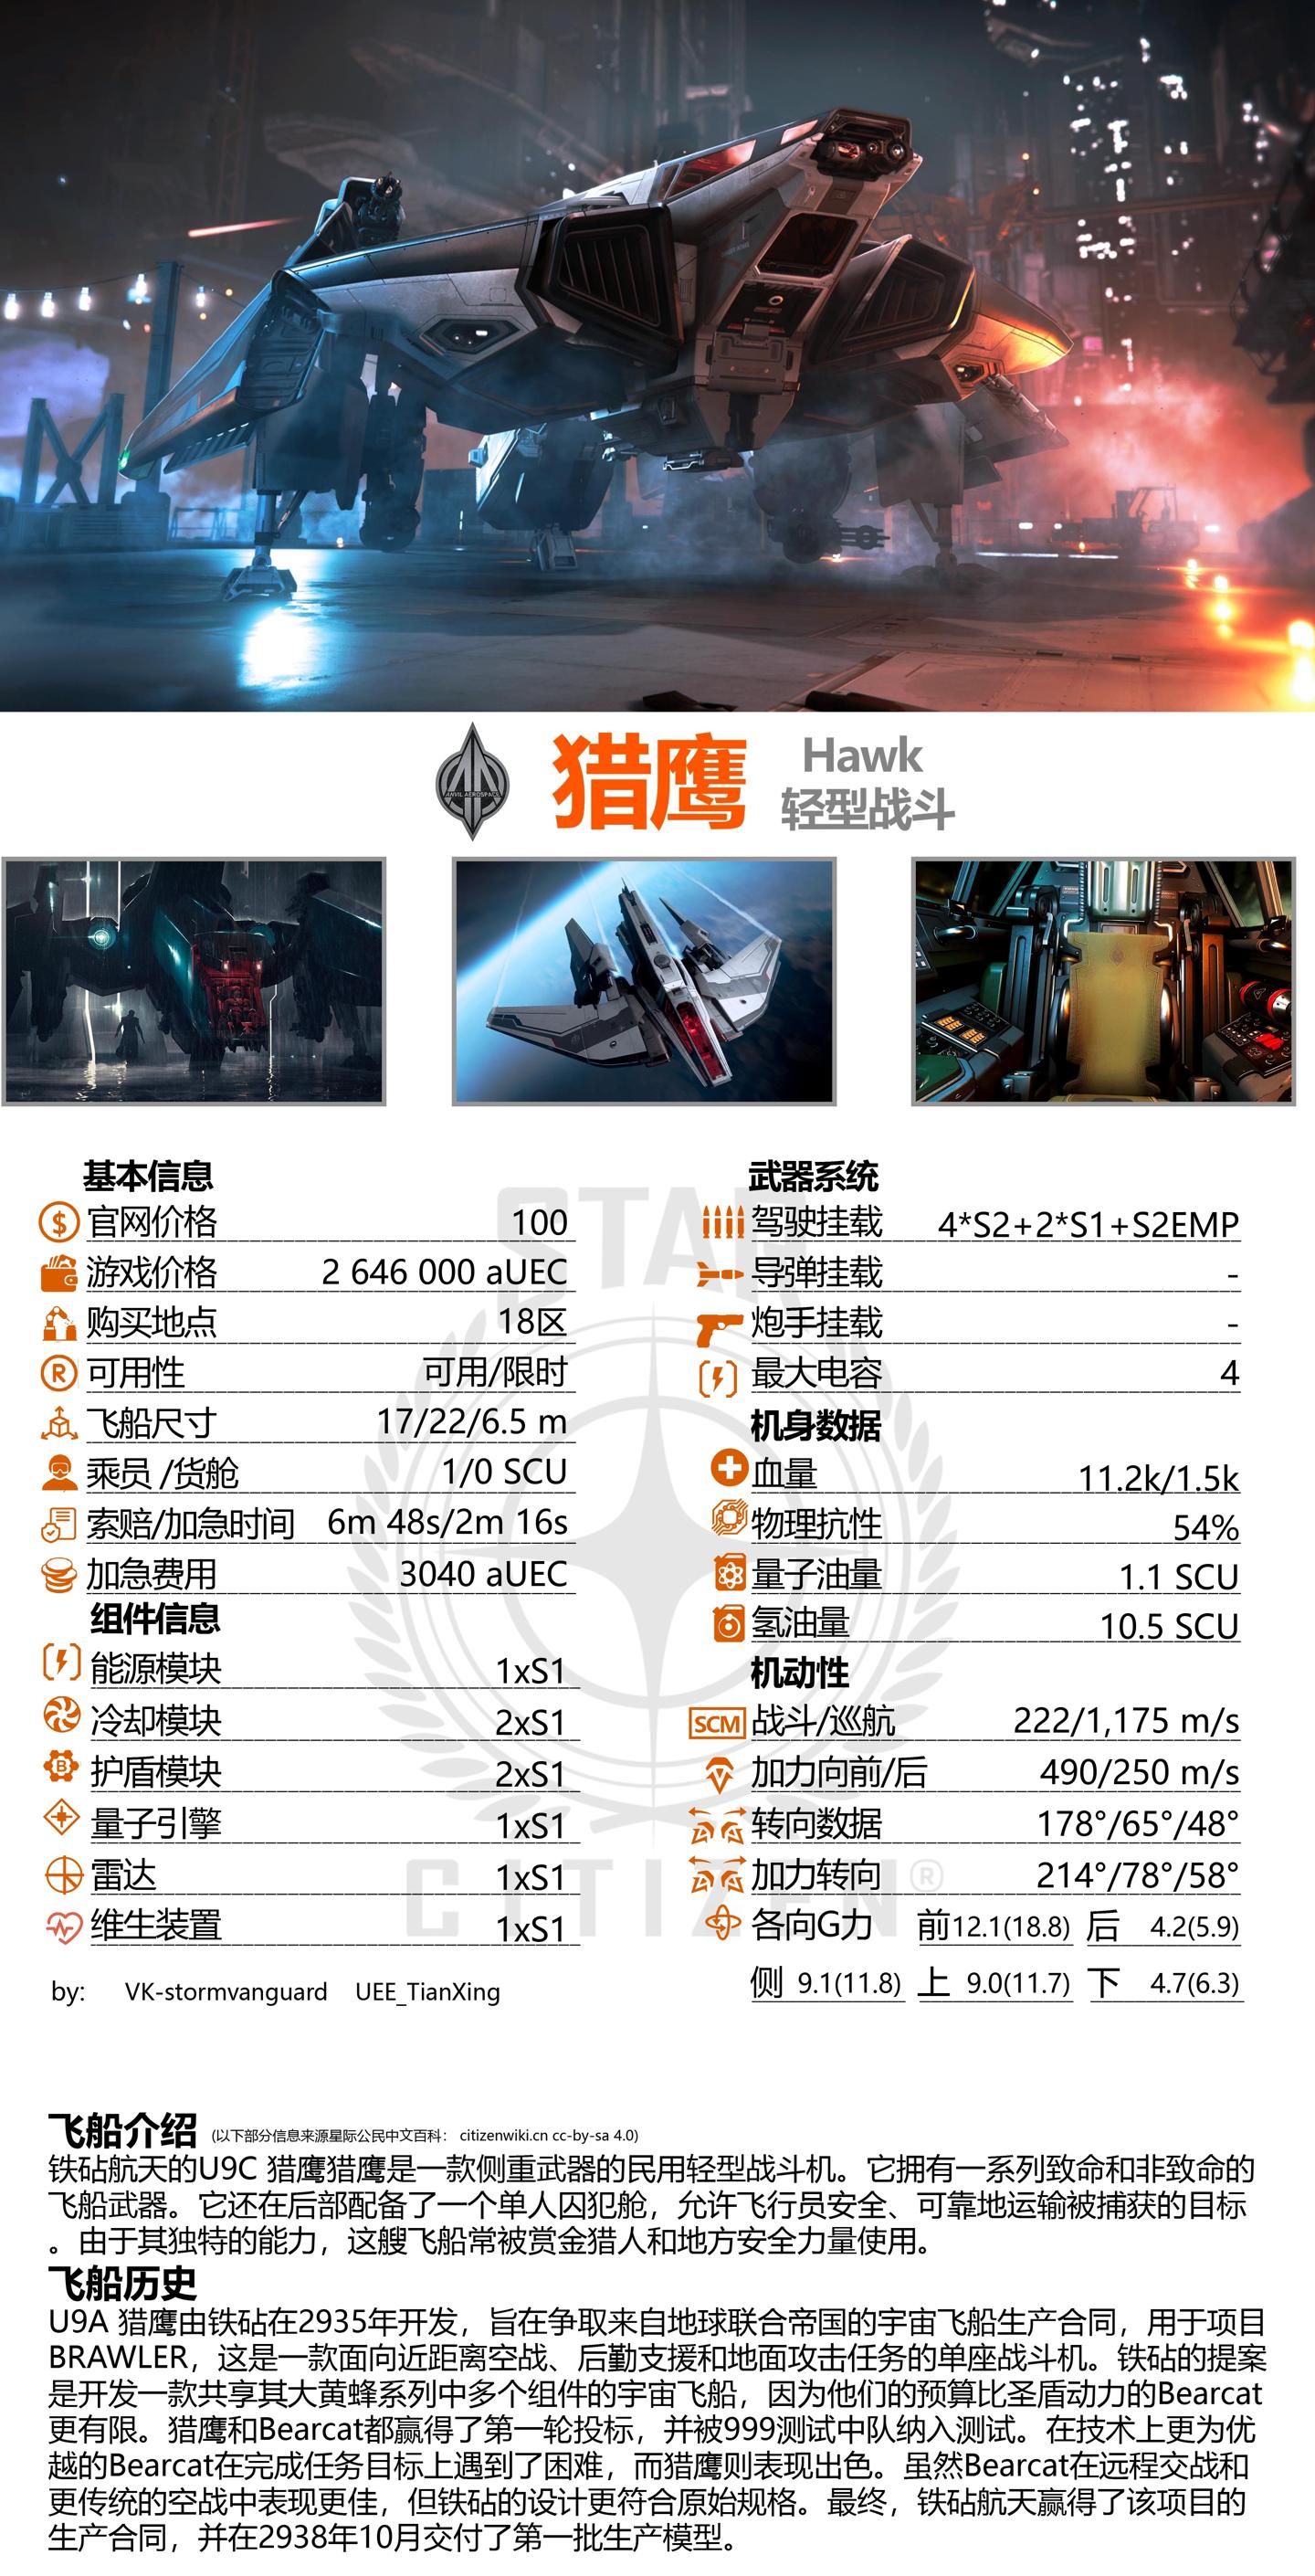 猎鹰
Hawk
轻型战斗
ANVIL AEROSPACE
STAR
CITIZEN®
基本信息
官网价格 100
游戏价格 2 646 000 aUEC
购买地点 18区
可用性 可用/限时
飞船尺寸 17/22/6.5 m
乘员 /货舱 1/0 SCU
索赔/加急时间 6m 48s/2m 16s
加急费用 3040 aUEC
组件信息
能源模块 1xS1
冷却模块 2xS1
护盾模块 2xS1
量子引擎 1xS1
雷达 1xS1
维生装置 1xS1
by: VK-stormvanguard UEE_TianXing
武器系统
驾驶挂载 4*S2+2*S1+S2EMP
导弹挂载 -
炮手挂载 -
最大电容 4
机身数据
血量 11.2k/1.5k
物理抗性 54%
量子油量 1.1 SCU
氢油量 10.5 SCU
机动性
SCM 战斗/巡航 222/1,175 m/s
加力向前/后 490/250 m/s
转向数据 178°/65°/48°
加力转向 214°/78°/58°
各向G力 前12.1(18.8) 后 4.2(5.9)
侧 9.1(11.8) 上 9.0(11.7) 下 4.7(6.3)
飞船介绍 (以下部分信息来源星际公民中文百科： citizenwiki.cn cc-by-sa 4.0)
铁砧航天的U9C 猎鹰猎鹰是一款侧重武器的民用轻型战斗机。它拥有一系列致命和非致命的
飞船武器。它还在后部配备了一个单人囚犯舱，允许飞行员安全、可靠地运输被捕获的目标
。由于其独特的能力，这艘飞船常被赏金猎人和地方安全力量使用。
飞船历史
U9A 猎鹰由铁砧在2935年开发，旨在争取来自地球联合帝国的宇宙飞船生产合同，用于项目
BRAWLER，这是一款面向近距离空战、后勤支援和地面攻击任务的单座战斗机。铁砧的提案
是开发一款共享其大黄蜂系列中多个组件的宇宙飞船，因为他们的预算比圣盾动力的Bearcat
更有限。猎鹰和Bearcat都赢得了第一轮投标，并被999测试中队纳入测试。在技术上更为优
越的Bearcat在完成任务目标上遇到了困难，而猎鹰则表现出色。虽然Bearcat在远程交战和
更传统的空战中表现更佳，但铁砧的设计更符合原始规格。最终，铁砧航天赢得了该项目的
生产合同，并在2938年10月交付了第一批生产模型。